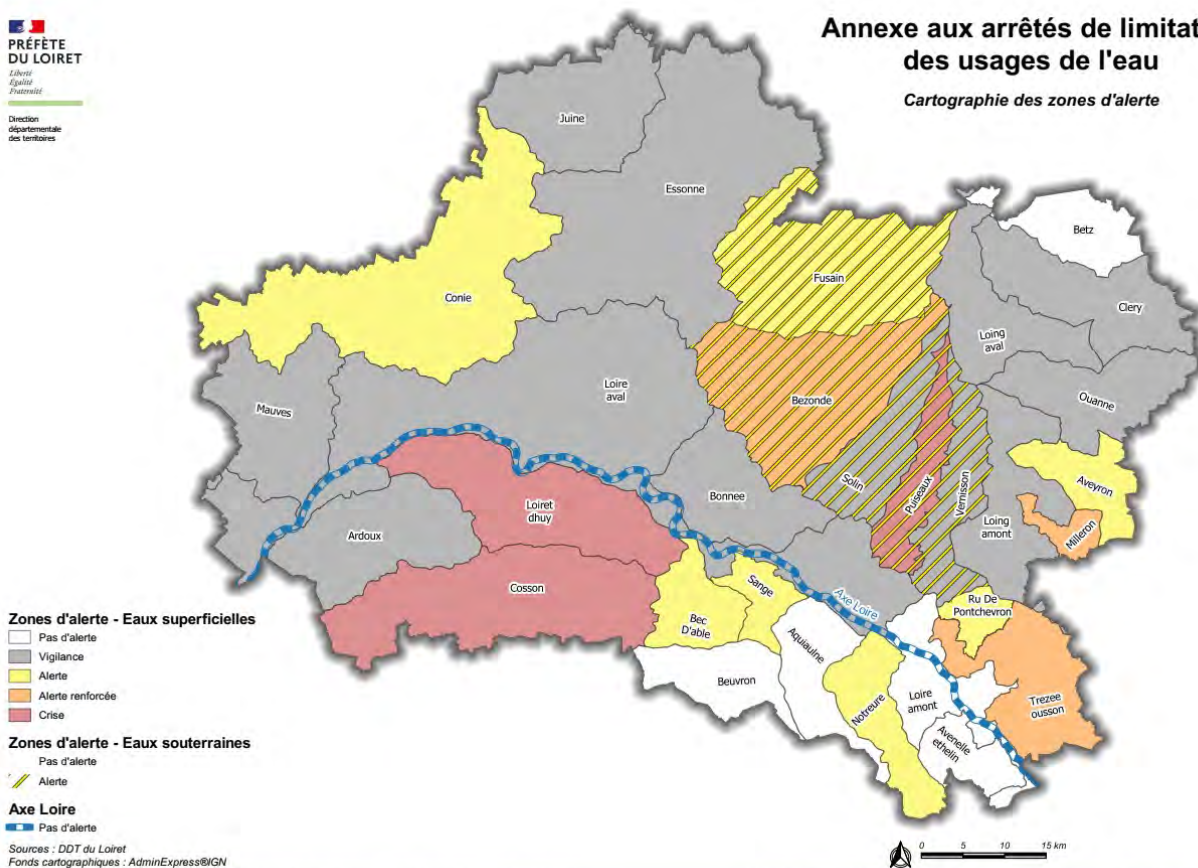 PRÉFÈTE
DU LOIRET
Liberté
Égalité
Fraternité
Direction
départementale
des territoires
Annexe aux arrêtés de limitat
des usages de l'eau
Cartographie des zones d'alerte
Juine
Essonne
Betz
Fusain
Conie
Clery
Loing
aval
Loire
aval
Ouanne
Mauves
Bezonde
Aveyron
Solin
Puiseaux
Vernisson
Bonnee
Loiret
dhuy
Ardoux
Loing
amont
Milleron
Cosson
Sange
Axe Loire
Ru De
Pontchevron
Bec
D'able
Aquiaulne
Beuvron
Notreure
Loire
amont
Trezee
ousson
Avenelle
ethelin
Zones d'alerte - Eaux superficielles
Pas d'alerte
Vigilance
Alerte
Alerte renforcée
Crise
Zones d'alerte - Eaux souterraines
Pas d'alerte
Alerte
Axe Loire
Pas d'alerte
Sources : DDT du Loiret
Fonds cartographiques : AdminExpress®IGN
0 5 10 15 km